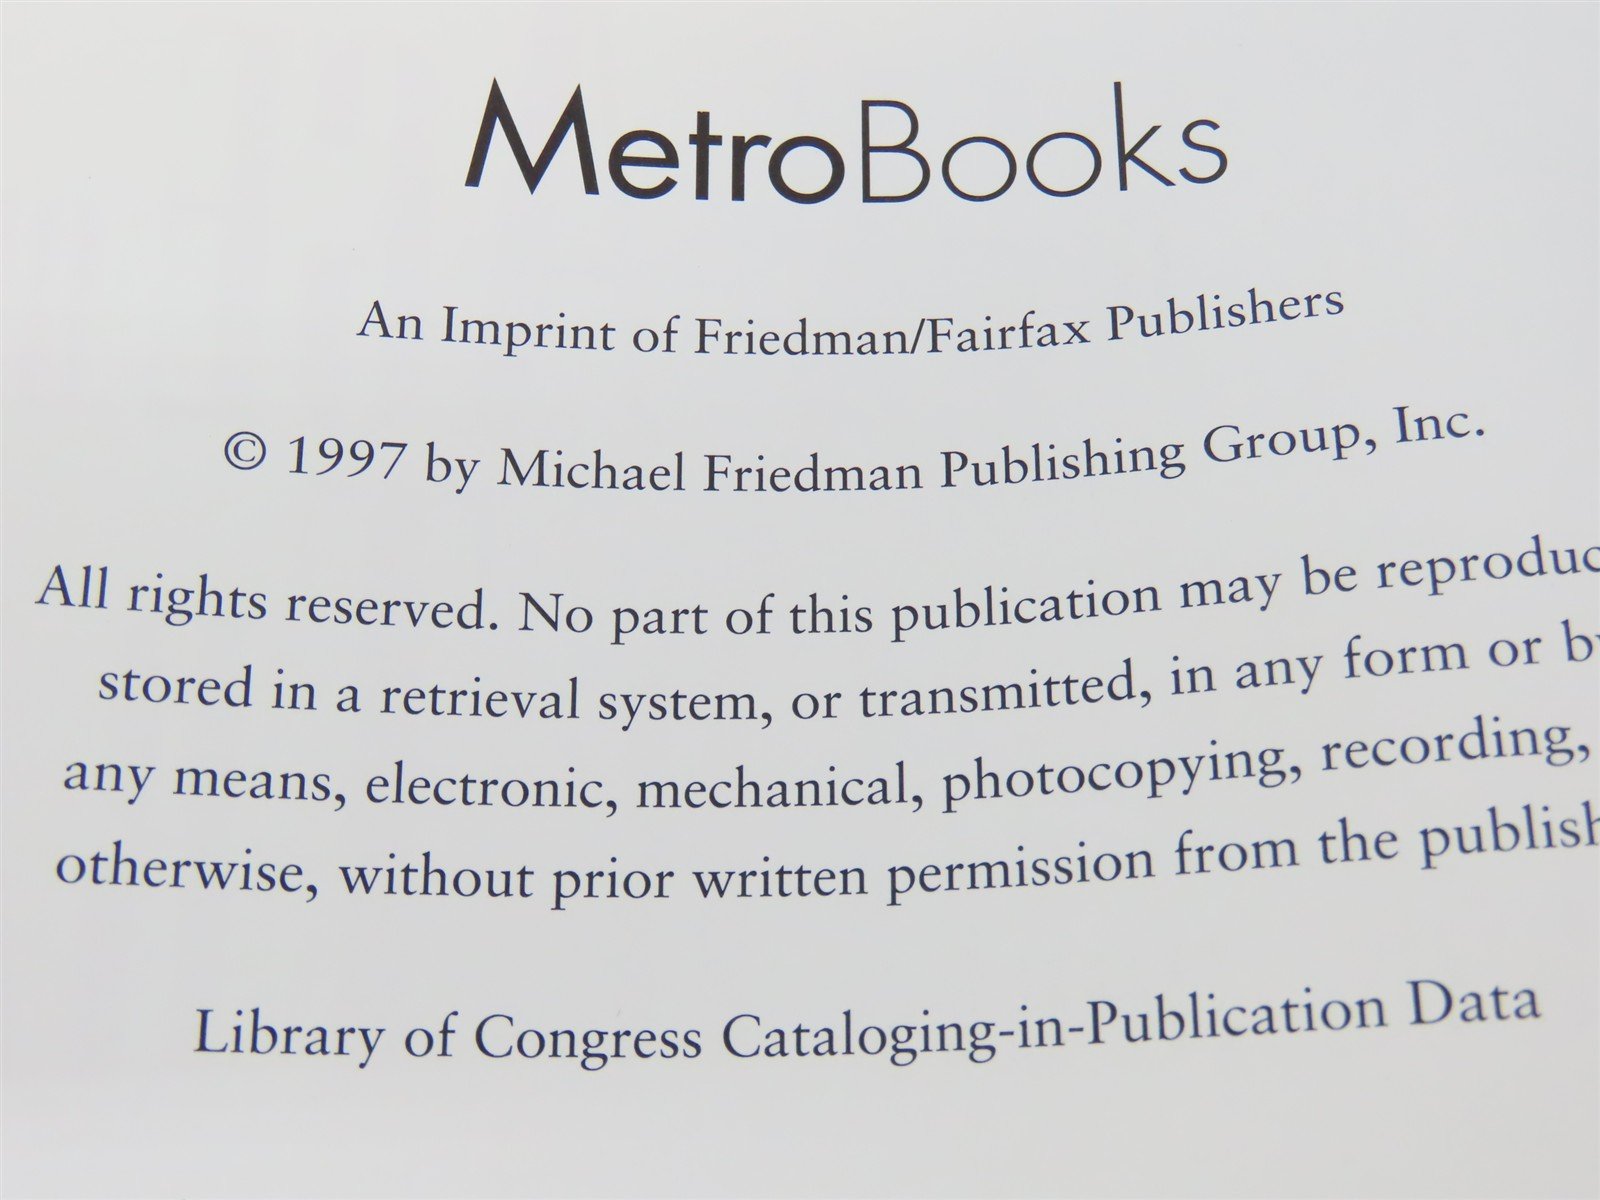 MetroBooks
An Imprint of Friedman/Fairfax Publishers
© 1997 by Michael Friedman Publishing Group, Inc.
All rights reserved. No part of this publication may be
stored in a retrieval system, or transmitted, in any form or
any means, electronic, mechanical, photocopying, recording,
otherwise, without prior written permission from the
Library of Congress Cataloging-in-Publication Data